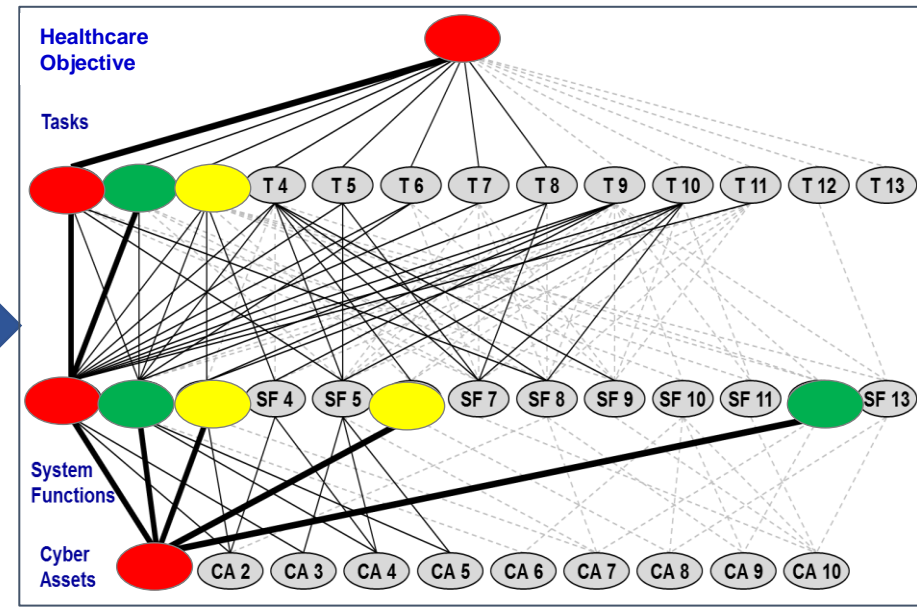 Healthcare
Objective
Tasks
T 4 T 5 T 6 T 7 T 8 T 9 T 10 T 11 T 12 T 13
SF 4 SF 5 SF 7 SF 8 SF 9 SF 10 SF 11 SF 13
System
Functions
Cyber
Assets
CA 2 CA 3 CA 4 CA 5 CA 6 CA 7 CA 8 CA 9 CA 10